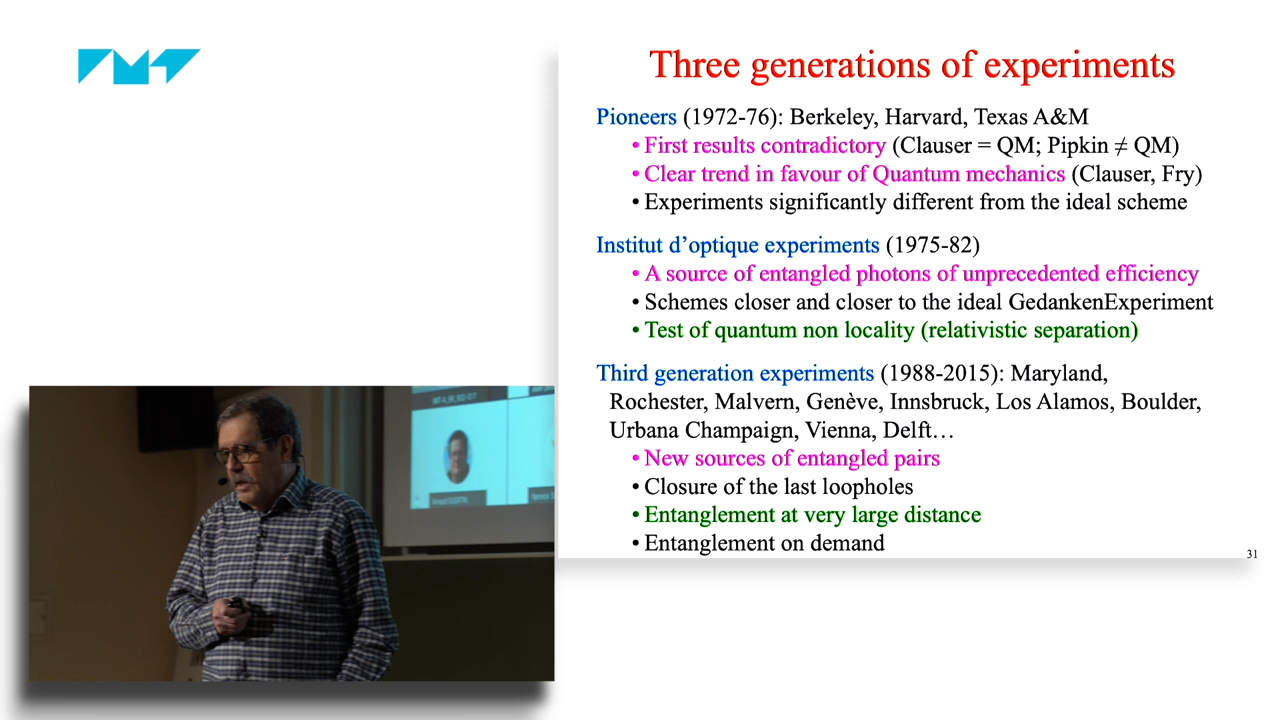 Three generations of experiments
Pioneers (1972-76): Berkeley, Harvard, Texas A&M
• First results contradictory (Clauser = QM; Pipkin ≠ QM)
• Clear trend in favour of Quantum mechanics (Clauser, Fry)
• Experiments significantly different from the ideal scheme
Institut d’optique experiments (1975-82)
• A source of entangled photons of unprecedented efficiency
• Schemes closer and closer to the ideal GedankenExperiment
• Test of quantum non locality (relativistic separation)
Third generation experiments (1988-2015): Maryland,
Rochester, Malvern, Genève, Innsbruck, Los Alamos, Boulder,
Urbana Champaign, Vienna, Delft…
• New sources of entangled pairs
• Closure of the last loopholes
• Entanglement at very large distance
• Entanglement on demand
31